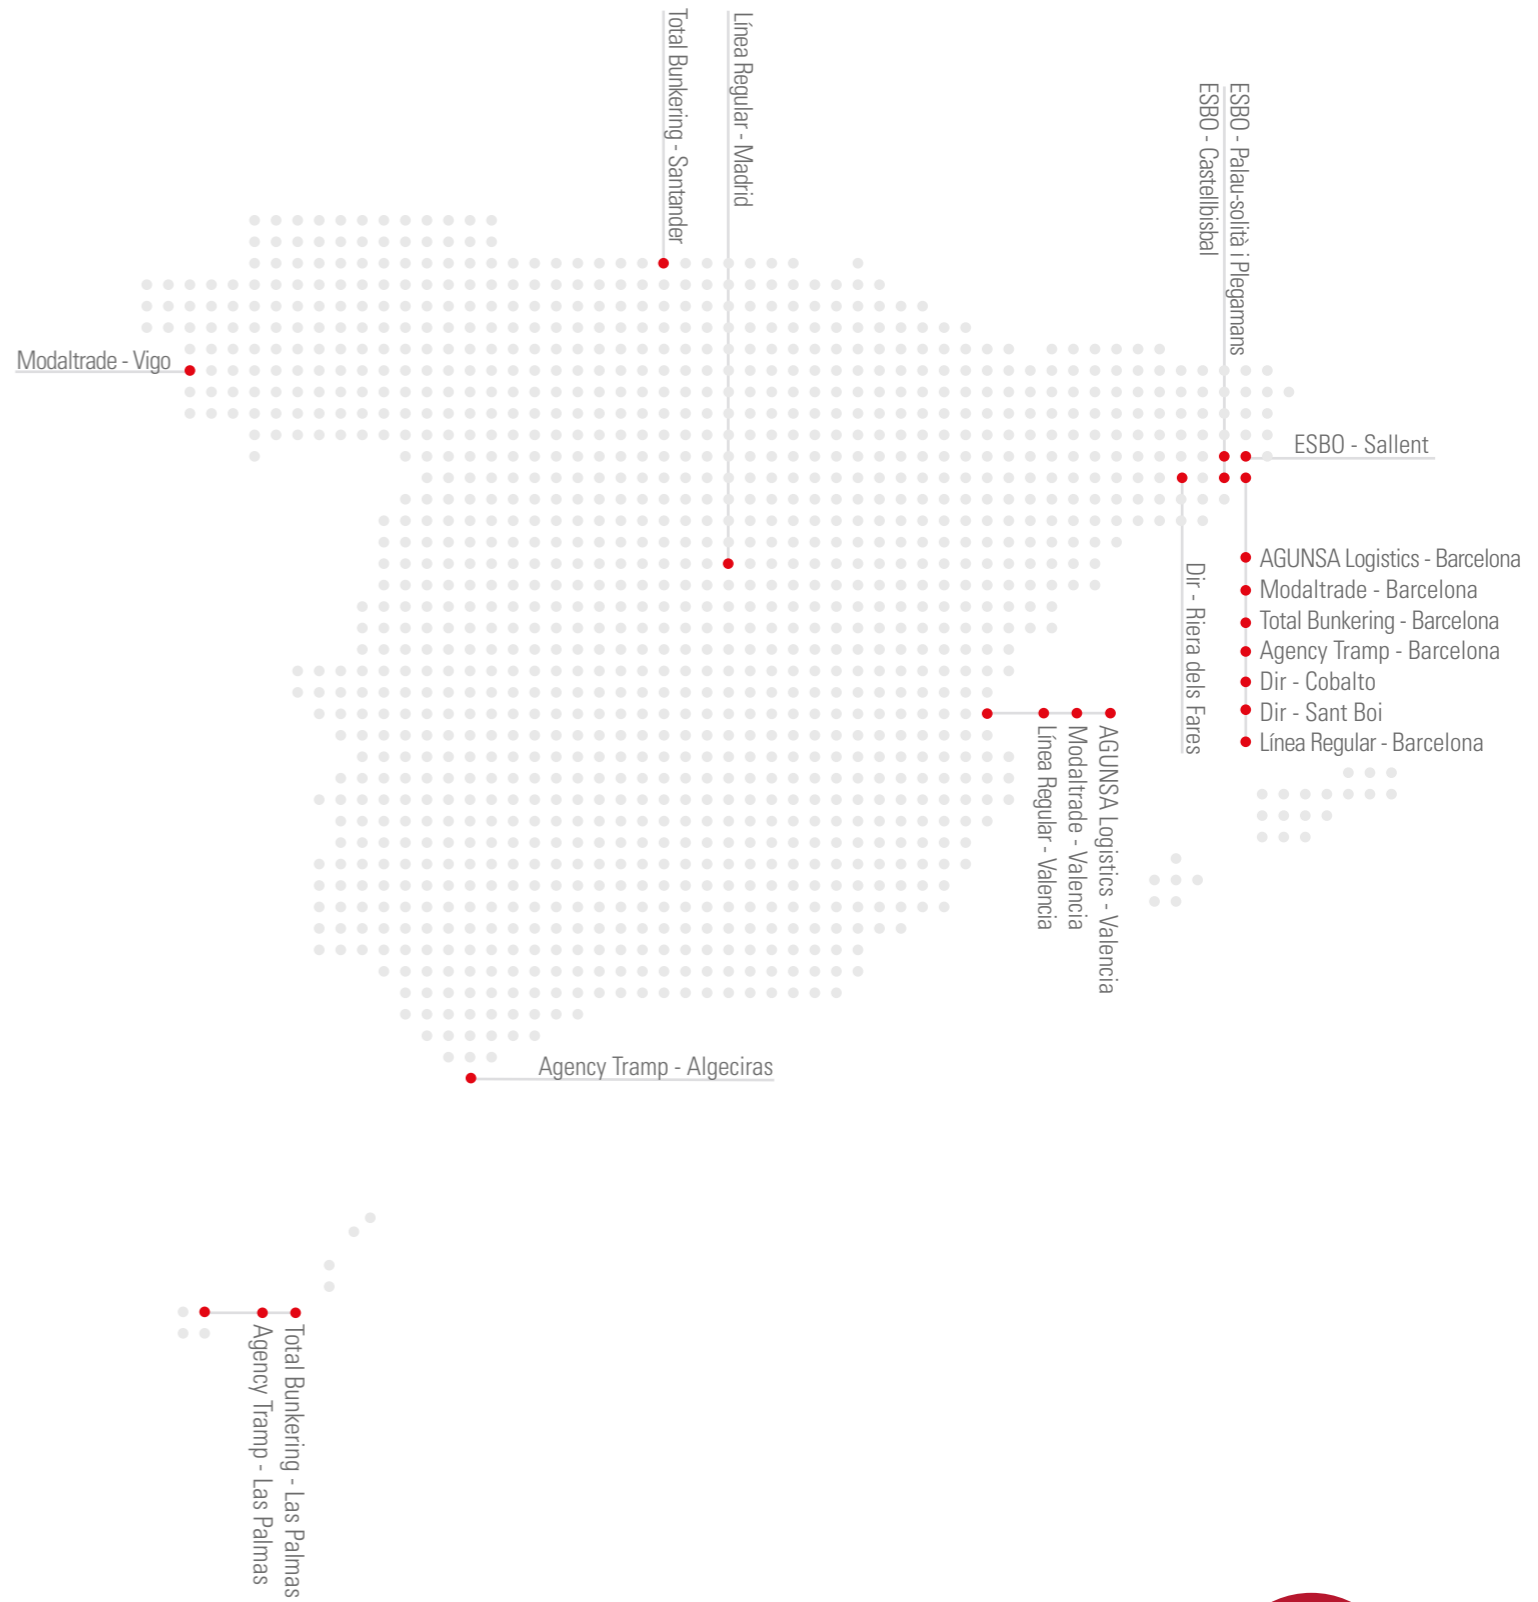 Total Bunkering - Santander
Línea Regular - Madrid
ESBO - Palau-solità i Plegamans
ESBO - Castellbisbal
Modaltrade - Vigo
ESBO - Sallent
AGUNSA Logistics - Barcelona
Modaltrade - Barcelona
Total Bunkering - Barcelona
Agency Tramp - Barcelona
Dir - Cobalto
Dir - Sant Boi
Línea Regular - Barcelona
Dir - Riera dels Fares
AGUNSA Logistics - Valencia
Modaltrade - Valencia
Línea Regular - Valencia
Agency Tramp - Algeciras
Total Bunkering - Las Palmas
Agency Tramp - Las Palmas